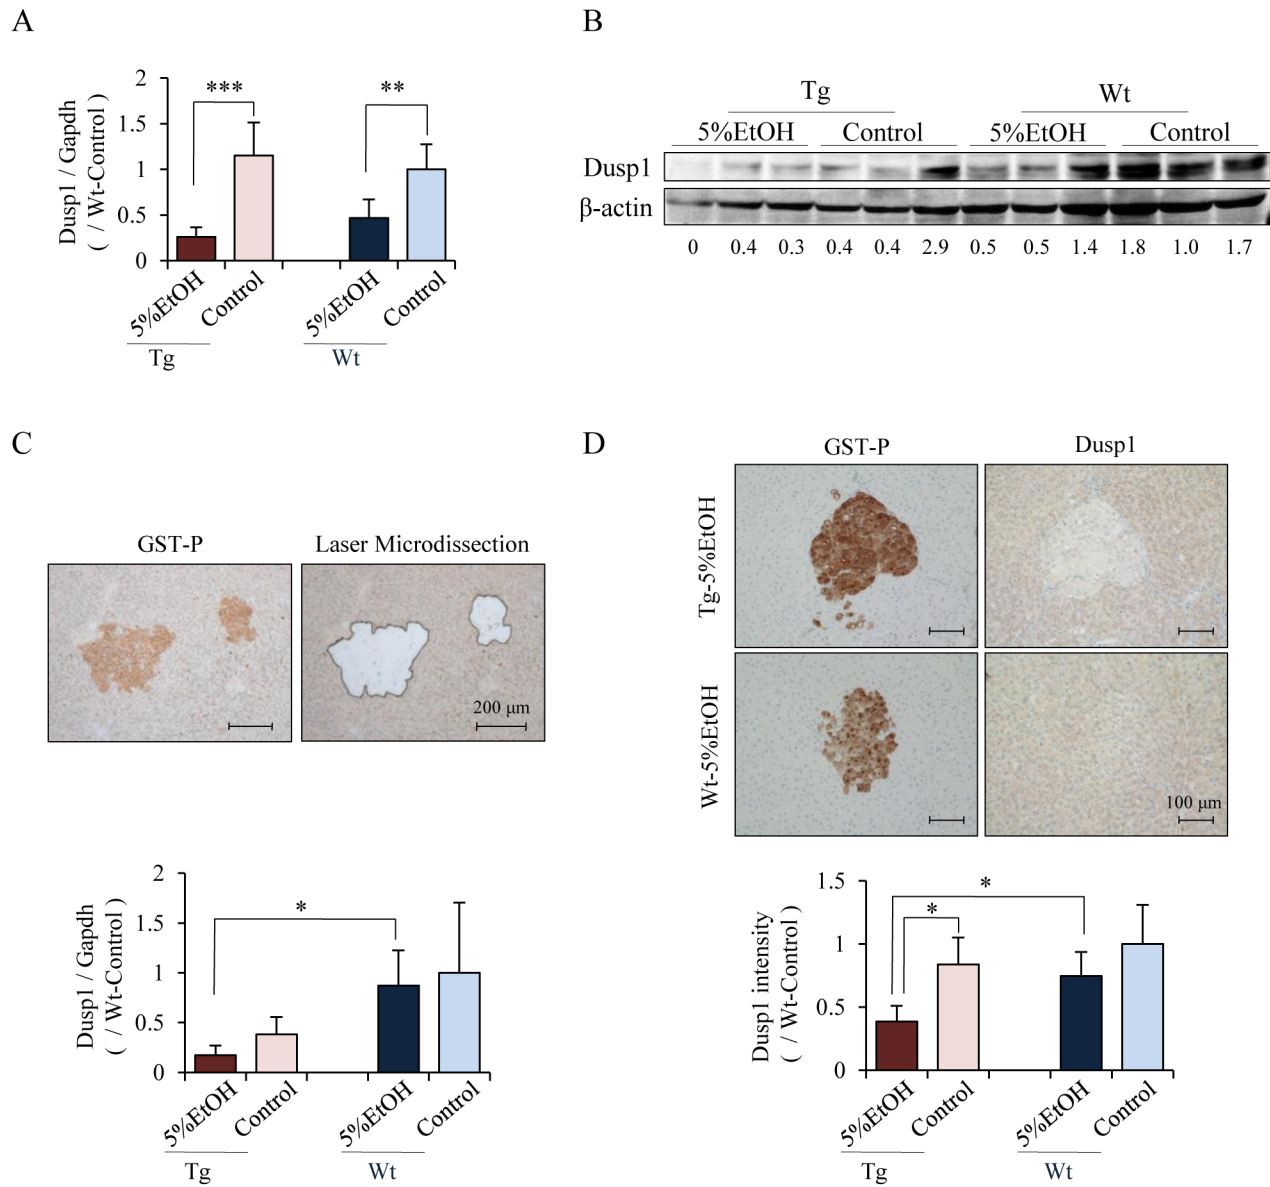 A
Dusp1 / Gapdh
( / Wt-Control )
2
1.5
1
0.5
0
***
**
5%EtOH
Control
5%EtOH
Control
Tg
Wt
B
Tg
Wt
5%EtOH
Control
5%EtOH
Control
Dusp1
β-actin
0 0.4 0.3 0.4 0.4 2.9 0.5 0.5 1.4 1.8 1.0 1.7
C
GST-P
Laser Microdissection
200 μm
Dusp1 / Gapdh
( / Wt-Control )
2
1.5
1
0.5
0
*
5%EtOH
Control
5%EtOH
Control
Tg
Wt
D
GST-P
Dusp1
Tg-5%EtOH
Wt-5%EtOH
100 μm
Dusp1 intensity
( / Wt-Control )
1.5
1
0.5
0
*
*
5%EtOH
Control
5%EtOH
Control
Tg
Wt